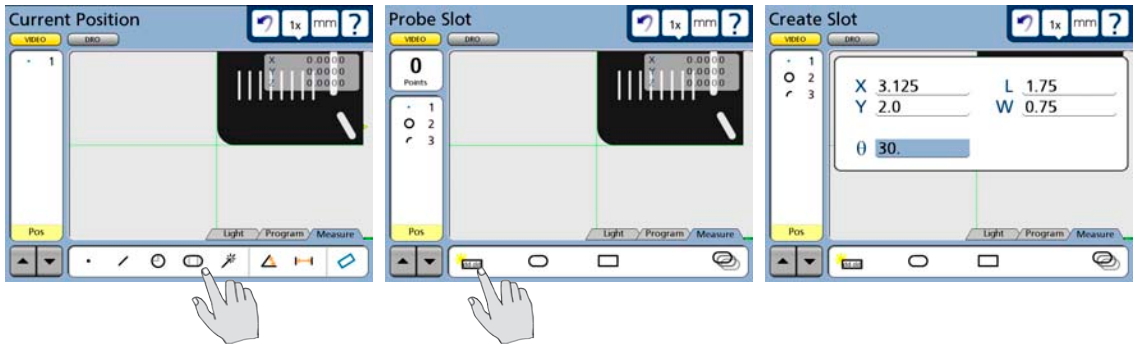 Current Position
1x mm ?
VIDEO DRO
1
X 0.0000
Y 0.0000
Z 0.0000
Pos
Light Program Measure
Probe Slot
1x mm ?
VIDEO DRO
0
Points
1
2
3
X 0.0000
Y 0.0000
Z 0.0000
Pos
Light Program Measure
Create Slot
1x mm ?
VIDEO DRO
1
2
3
X 3.125 L 1.75
Y 2.0 W 0.75
θ 30.
Pos
Light Program Measure